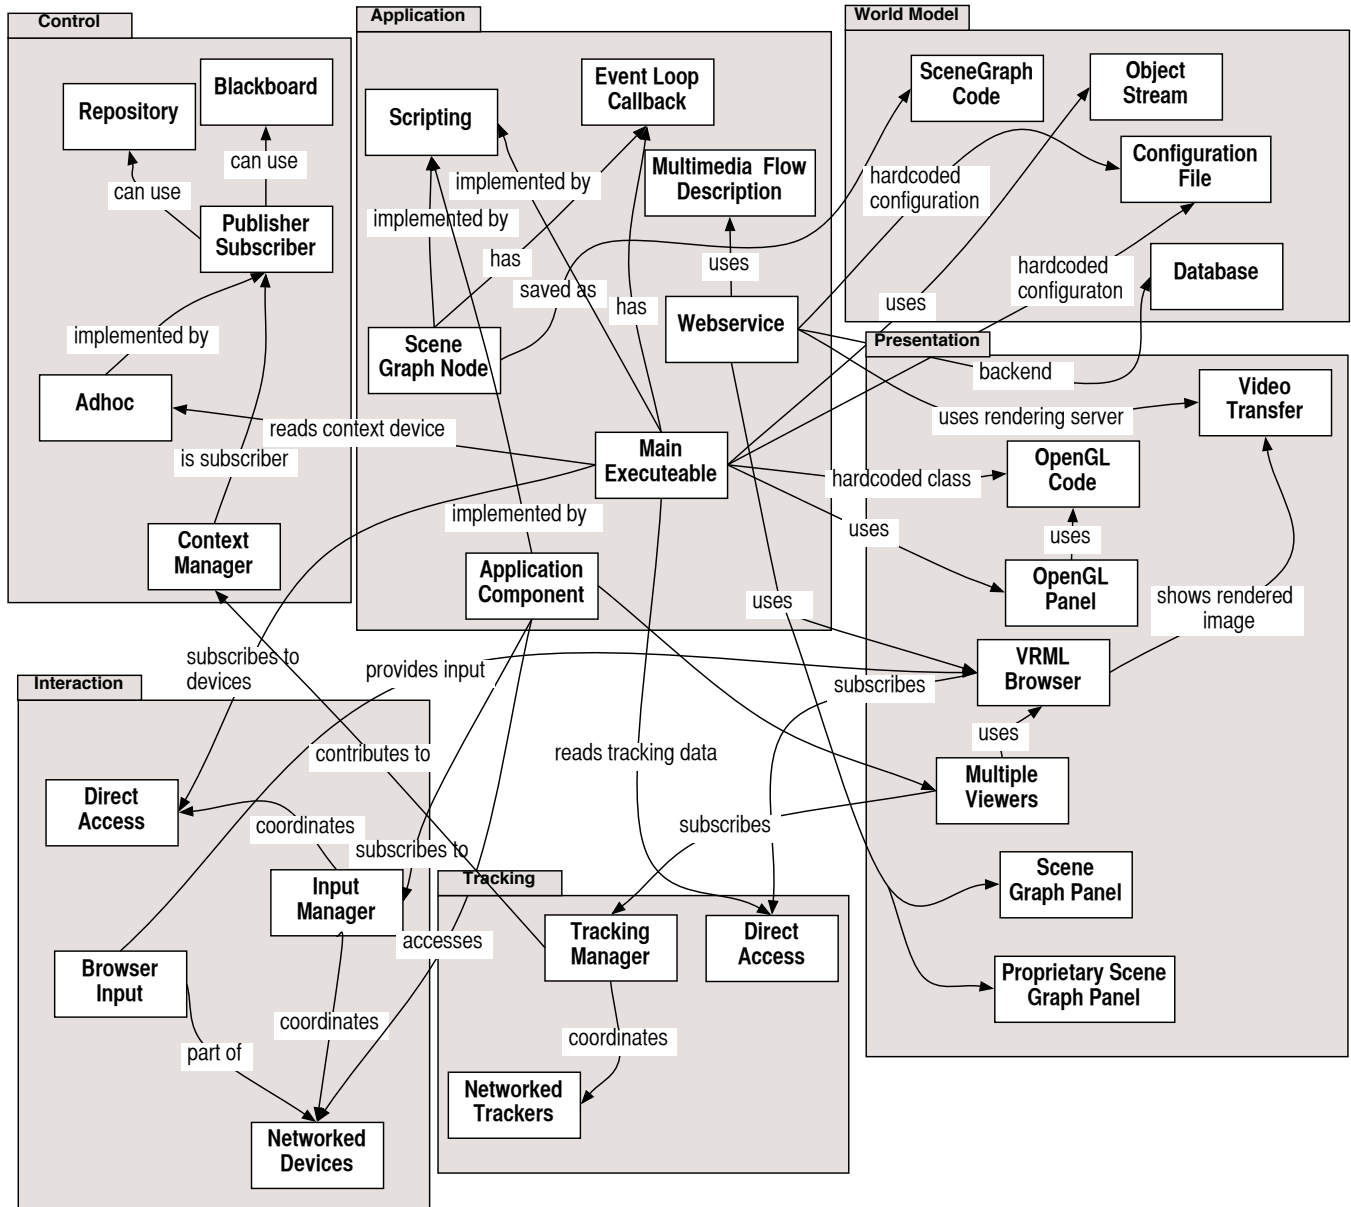 Control
Repository
Blackboard
can use
can use
Publisher
Subscriber
implemented by
Adhoc
is subscriber
Context
Manager
Application
Scripting
Event Loop
Callback
implemented by
Multimedia Flow
Description
implemented by
has
uses
saved as
has
Webservice
Scene
Graph Node
reads context device
Main
Executeable
implemented by
Application
Component
World Model
SceneGraph
Code
Object
Stream
Configuration
File
hardcoded
configuration
hardcoded
configuraton
Database
uses
Presentation
backend
Video
Transfer
uses rendering server
OpenGL
Code
hardcoded class
uses
uses
OpenGL
Panel
uses
shows rendered
image
VRML
Browser
subscribes
uses
Multiple
Viewers
Scene
Graph Panel
Proprietary Scene
Graph Panel
subscribes to
devices
provides input
Interaction
contributes to
reads tracking data
Direct
Access
coordinates
subscribes to
subscribes
Input
Manager
accesses
Browser
Input
coordinates
part of
Networked
Devices
Tracking
Tracking
Manager
Direct
Access
coordinates
Networked
Trackers